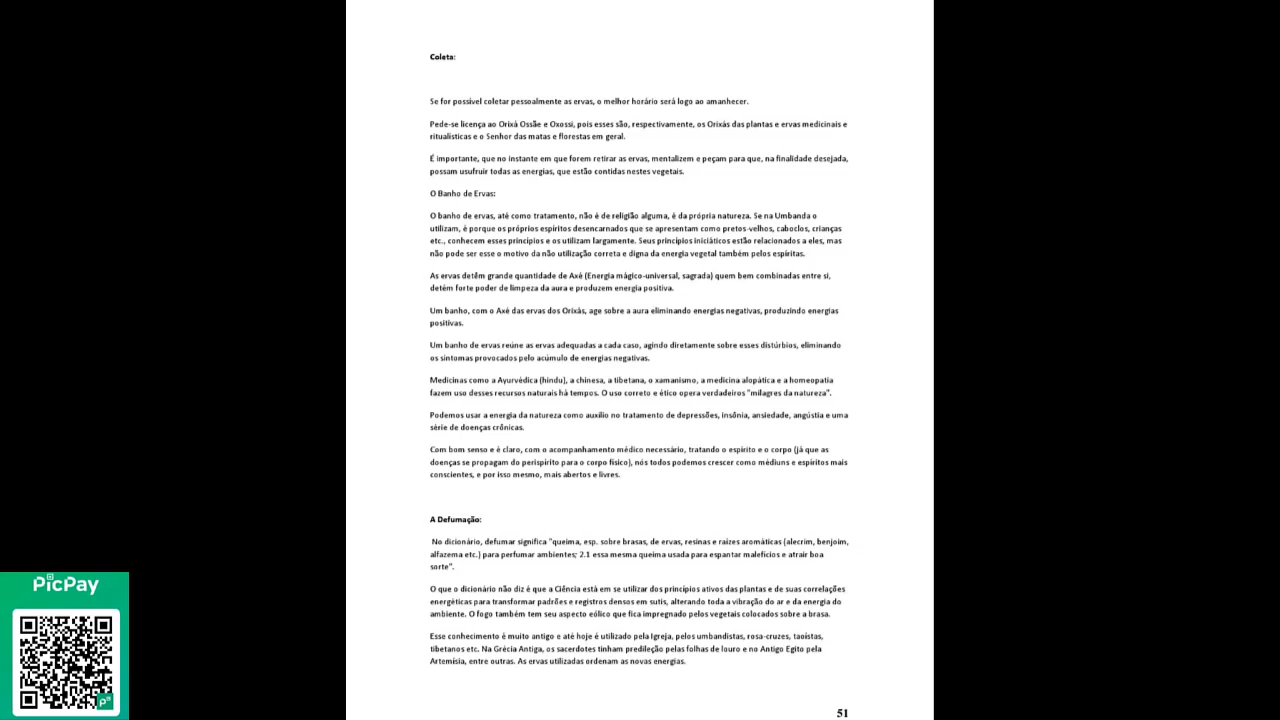 Coleta:
Se for possível coletar pessoalmente as ervas, o melhor horário será logo ao amanhecer.
Pede-se licença ao Orixá Ossãe e Oxossi, pois esses são, respectivamente, os Orixás das plantas e ervas medicinais e
ritualísticas e o Senhor das matas e florestas em geral.
É importante, que no instante em que forem retirar as ervas, mentalizem e peçam para que, na finalidade desejada,
possam usufruir todas as energias, que estão contidas nestes vegetais.
O Banho de Ervas:
O banho de ervas, até como tratamento, não é de religião alguma, é da própria natureza. Se na Umbanda o
utilizam, é porque os próprios espíritos desencarnados que se apresentam como pretos-velhos, caboclos, crianças
etc., conhecem esses princípios e os utilizam largamente. Seus princípios iniciáticos estão relacionados a eles, mas
não pode ser esse o motivo da não utilização correta e digna da energia vegetal também pelos espíritas.
As ervas detêm grande quantidade de Axé (Energia mágico-universal, sagrada) quem bem combinadas entre si,
detém forte poder de limpeza da aura e produzem energia positiva.
Um banho, com o Axé das ervas dos Orixás, age sobre a aura eliminando energias negativas, produzindo energias
positivas.
Um banho de ervas reúne as ervas adequadas a cada caso, agindo diretamente sobre esses distúrbios, eliminando
os sintomas provocados pelo acúmulo de energias negativas.
Medicinas como a Ayurvédica (hindu), a chinesa, a tibetana, o xamanismo, a medicina alopática e a homeopatia
fazem uso desses recursos naturais há tempos. O uso correto e ético opera verdadeiros "milagres da natureza".
Podemos usar a energia da natureza como auxílio no tratamento de depressões, insônia, ansiedade, angústia e uma
série de doenças crônicas.
Com bom senso e é claro, com o acompanhamento médico necessário, tratando o espírito e o corpo (já que as
doenças se propagam do perispírito para o corpo físico), nós todos podemos crescer como médiuns e espíritos mais
conscientes, e por isso mesmo, mais abertos e livres.
A Defumação:
No dicionário, defumar significa "queima, esp. sobre brasas, de ervas, resinas e raízes aromáticas (alecrim, benjoim,
alfazema etc.) para perfumar ambientes; 2.1 essa mesma queima usada para espantar malefícios e atrair boa
sorte".
O que o dicionário não diz é que a Ciência está em se utilizar dos princípios ativos das plantas e de suas correlações
energéticas para transformar padrões e registros densos em sutis, alterando toda a vibração do ar e da energia do
ambiente. O fogo também tem seu aspecto eólico que fica impregnado pelos vegetais colocados sobre a brasa.
Esse conhecimento é muito antigo e até hoje é utilizado pela Igreja, pelos umbandistas, rosa-cruzes, taoístas,
tibetanos etc. Na Grécia Antiga, os sacerdotes tinham predileção pelas folhas de louro e no Antigo Egito pela
Artemísia, entre outras. As ervas utilizadas ordenam as novas energias.
51
PicPay